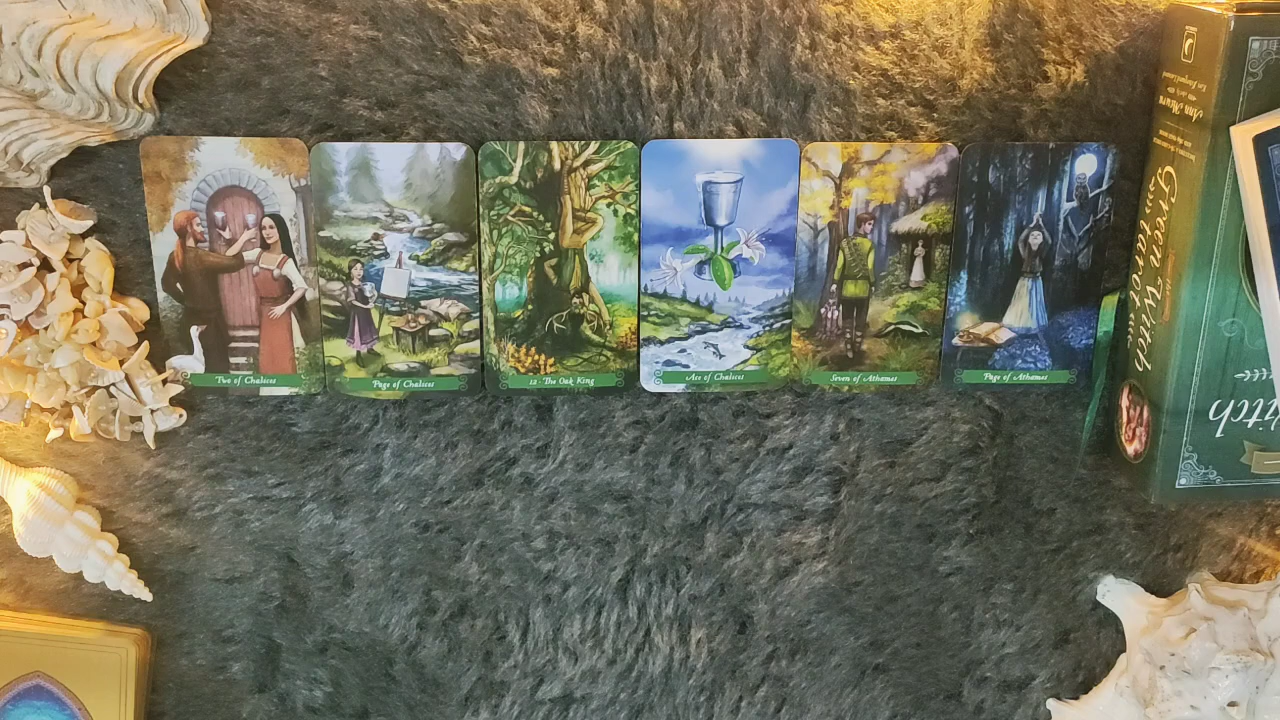 Two of Chalices
Page of Chalices
12 · The Oak King
Ace of Chalices
Seven of Athames
Page of Athames
Ann Moura
Green Witch
tarot
itch